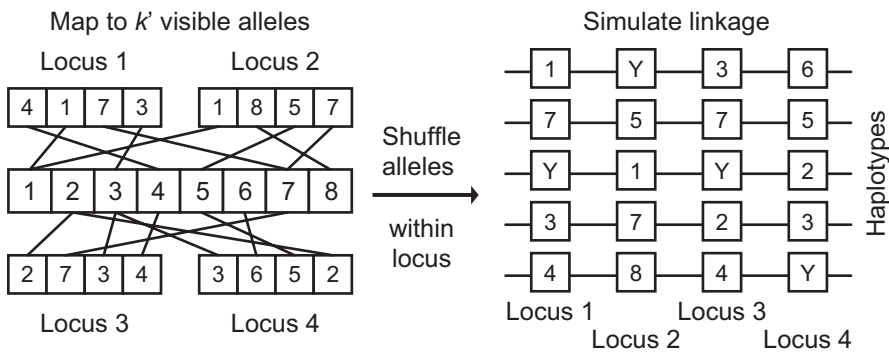 Map to k’ visible alleles
Locus 1 Locus 2
4 1 7 3 1 8 5 7
1 2 3 4 5 6 7 8
2 7 3 4 3 6 5 2
Locus 3 Locus 4
Shuffle
alleles
within
locus
Simulate linkage
1 Y 3 6
7 5 7 5
Y 1 Y 2
3 7 2 3
4 8 4 Y
Locus 1 Locus 3
Locus 2 Locus 4
Haplotypes